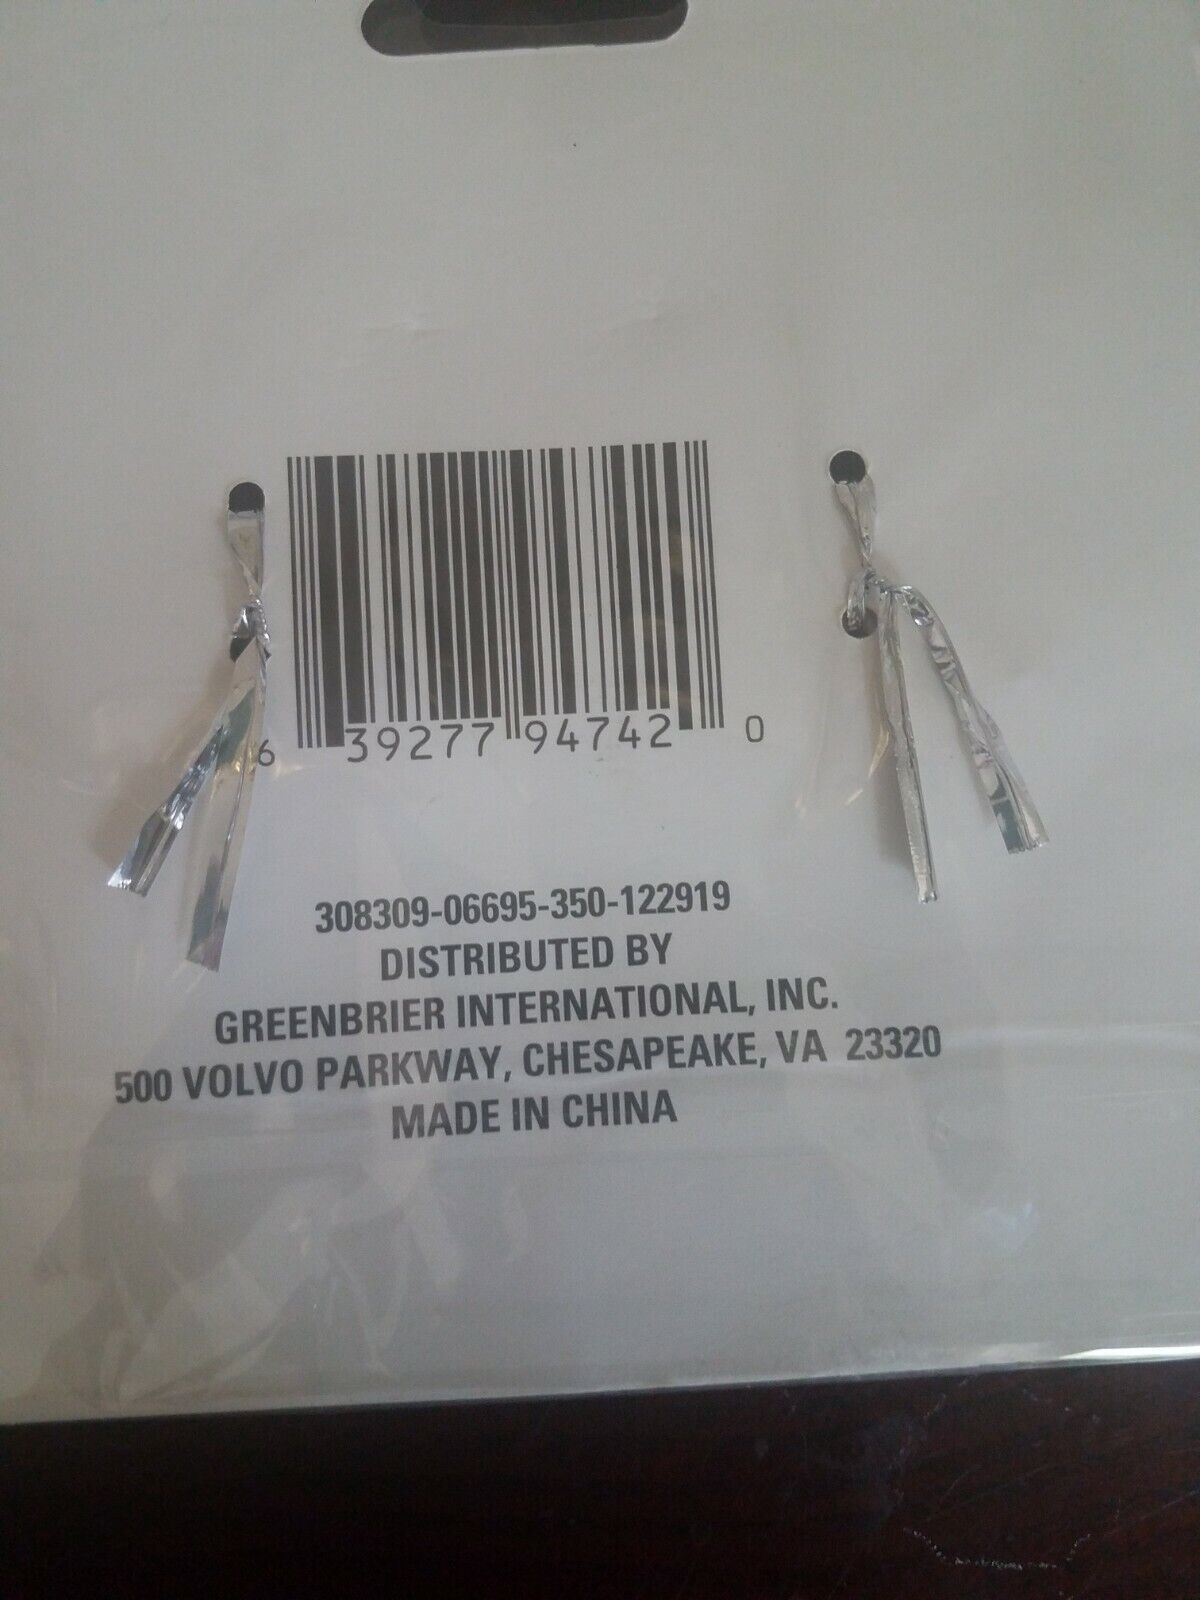 6 39277 94742 0
308309-06695-350-122919
DISTRIBUTED BY
GREENBRIER INTERNATIONAL, INC.
500 VOLVO PARKWAY, CHESAPEAKE, VA 23320
MADE IN CHINA